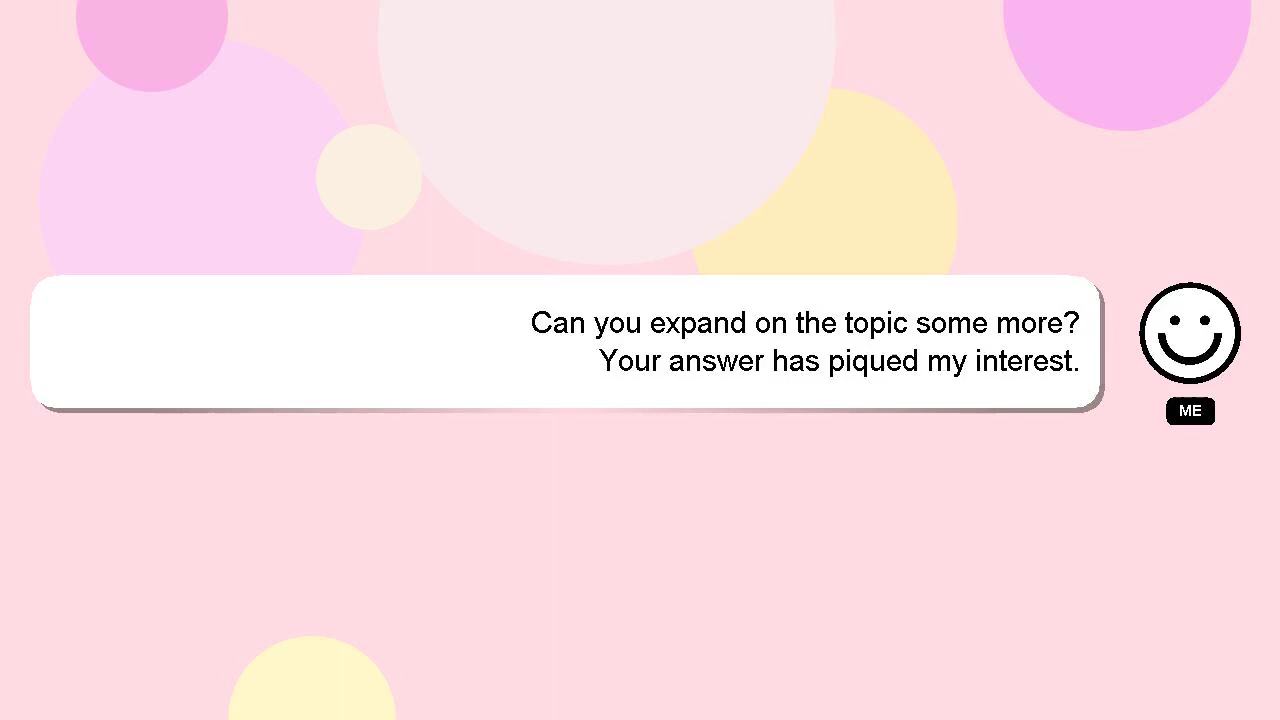 Can you expand on the topic some more?
Your answer has piqued my interest.
ME